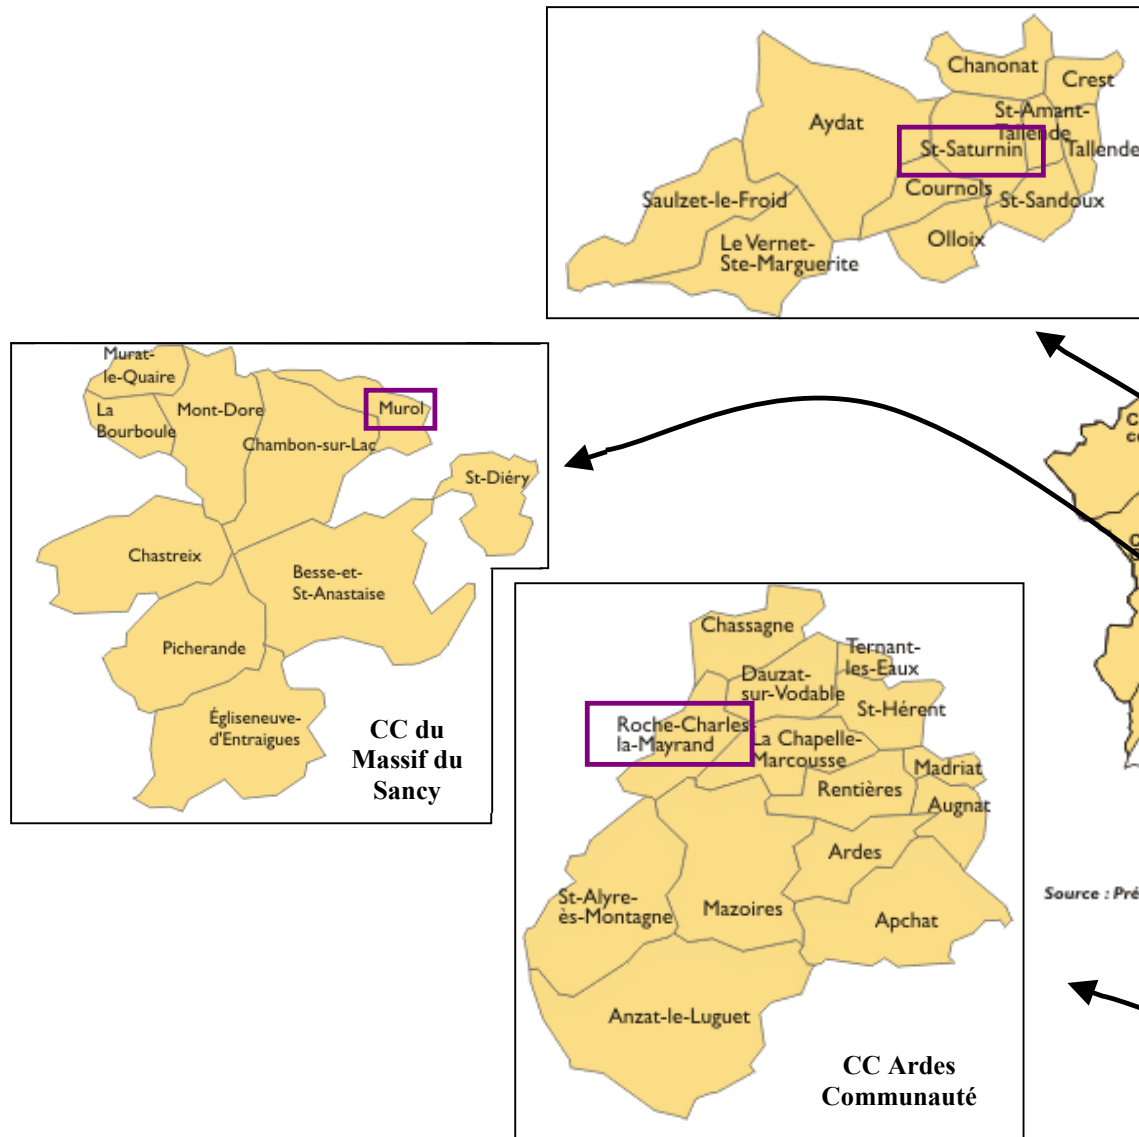 Chanonat
Crest
Aydat
St-Amant-
Tallende
St-Saturnin
Tallende
Saulzet-le-Froid
Cournols
St-Sandoux
Le Vernet-
Ste-Marguerite
Olloix
Murat-
le-Quaire
La
Bourboule
Mont-Dore
Murol
Chambon-sur-Lac
St-Diéry
Chastreix
Besse-et-
St-Anastaise
Picherande
Égliseneuve-
d'Entraigues
CC du
Massif du
Sancy
Chassagne
Ternant-
les-Eaux
Dauzat-
sur-Vodable
St-Hérent
Roche-Charles-
la-Mayrand
La Chapelle-
Marcousse
Madriat
Rentières
Augnat
Ardes
St-Alyre-
ès-Montagne
Mazoires
Apchat
Anzat-le-Luguet
CC Ardes
Communauté
Source : Pré